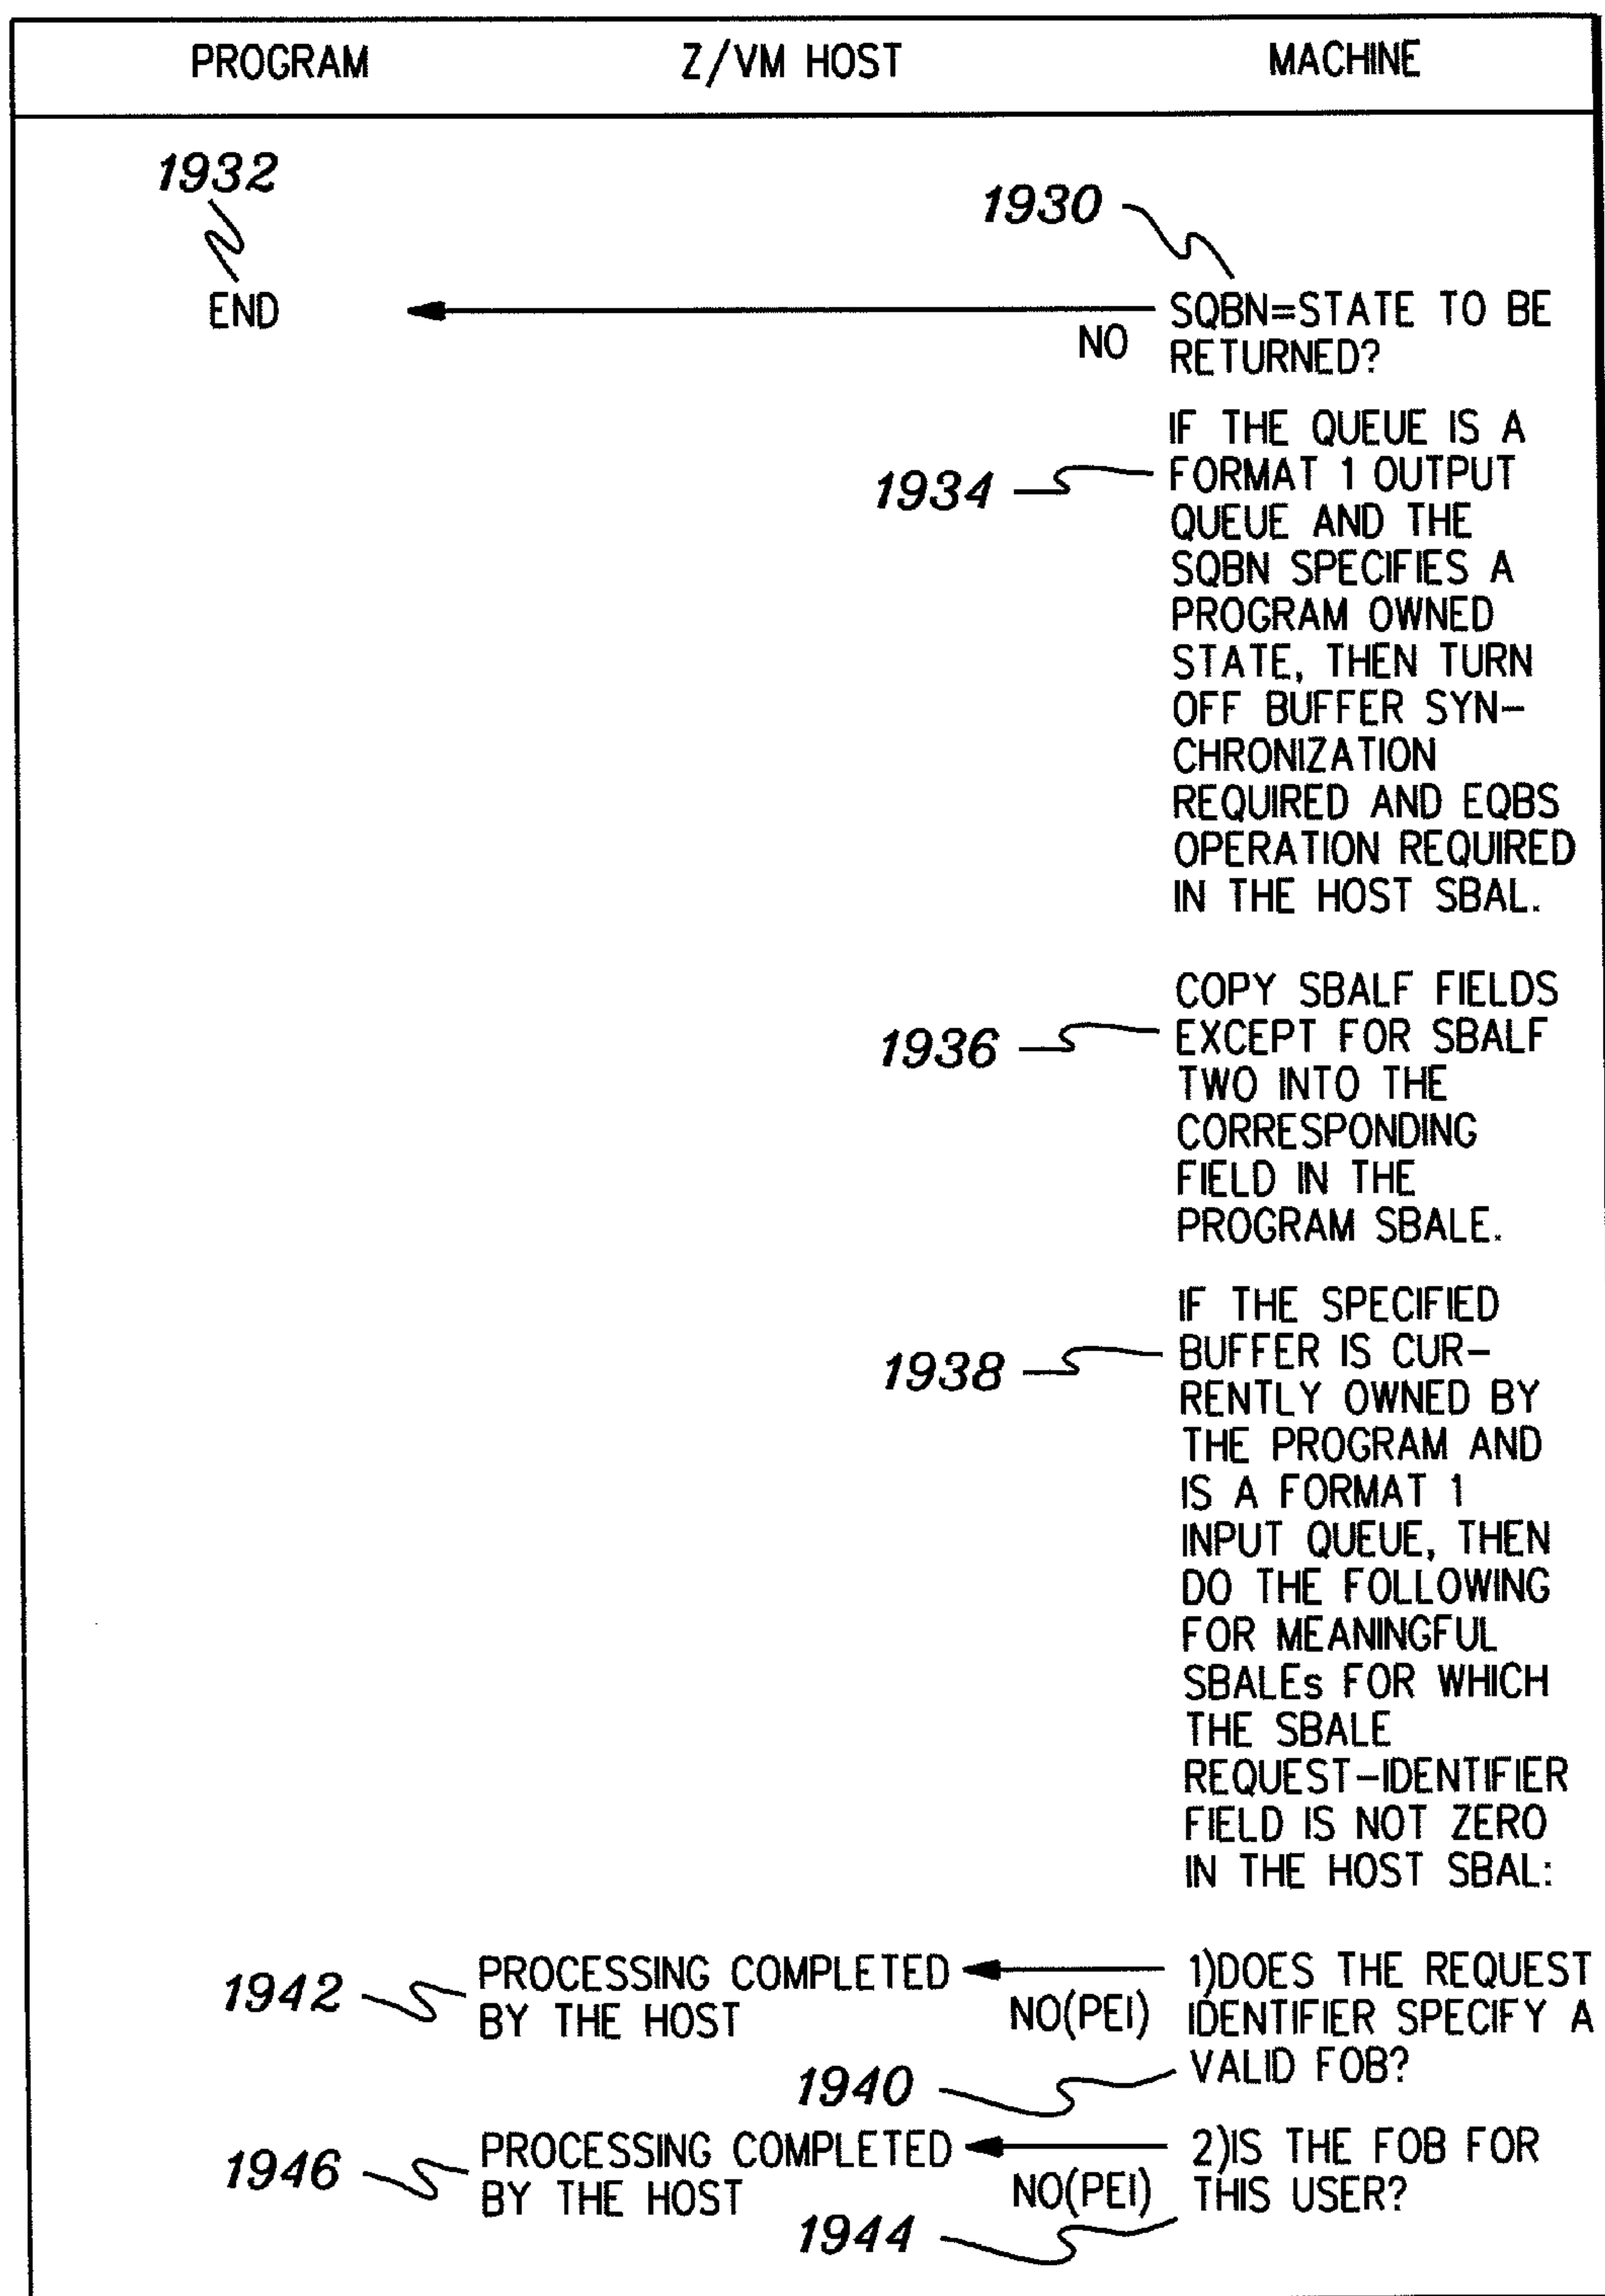 PROGRAM Z/VM HOST MACHINE
1932
1930
END
SQBN=STATE TO BE
NO
RETURNED?
IF THE QUEUE IS A
1934
FORMAT 1 OUTPUT
QUEUE AND THE
SQBN SPECIFIES A
PROGRAM OWNED
STATE, THEN TURN
OFF BUFFER SYN-
CHRONIZATION
REQUIRED AND EQBS
OPERATION REQUIRED
IN THE HOST SBAL.
COPY SBALF FIELDS
1936
EXCEPT FOR SBALF
TWO INTO THE
CORRESPONDING
FIELD IN THE
PROGRAM SBALE.
IF THE SPECIFIED
1938
BUFFER IS CUR-
RENTLY OWNED BY
THE PROGRAM AND
IS A FORMAT 1
INPUT QUEUE, THEN
DO THE FOLLOWING
FOR MEANINGFUL
SBALEs FOR WHICH
THE SBALE
REQUEST-IDENTIFIER
FIELD IS NOT ZERO
IN THE HOST SBAL:
1942
PROCESSING COMPLETED
BY THE HOST
NO(PEI)
1)DOES THE REQUEST
IDENTIFIER SPECIFY A
VALID FOB?
1940
1946
PROCESSING COMPLETED
BY THE HOST
NO(PEI)
2)IS THE FOB FOR
THIS USER?
1944